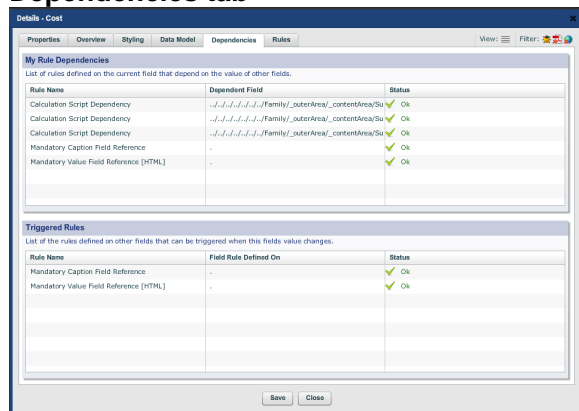 Dependencies tab
Details - Cost
Properties Overview Styling Data Model Dependencies Rules View: Filter:
My Rule Dependencies
List of rules defined on the current field that depend on the value of other fields.
Rule Name Dependent Field Status
Calculation Script Dependency ../../../../../../../Family/_outerArea/_contentArea/Su Ok
Calculation Script Dependency ../../../../../../../Family/_outerArea/_contentArea/Su Ok
Calculation Script Dependency ../../../../../../../Family/_outerArea/_contentArea/Su Ok
Mandatory Caption Field Reference . Ok
Mandatory Value Field Reference [HTML] . Ok
Triggered Rules
List of the rules defined on other fields that can be triggered when this fields value changes.
Rule Name Field Rule Defined On Status
Mandatory Caption Field Reference . Ok
Mandatory Value Field Reference [HTML] . Ok
Save Close